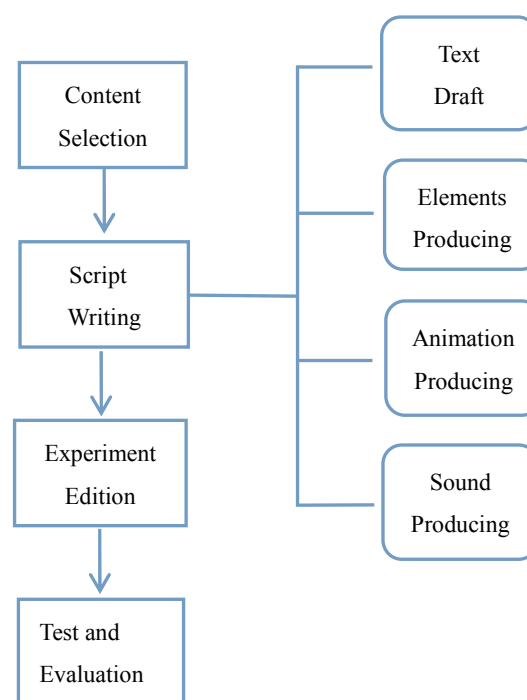 Content
Selection
Script
Writing
Experiment
Edition
Test and
Evaluation
Text
Draft
Elements
Producing
Animation
Producing
Sound
Producing